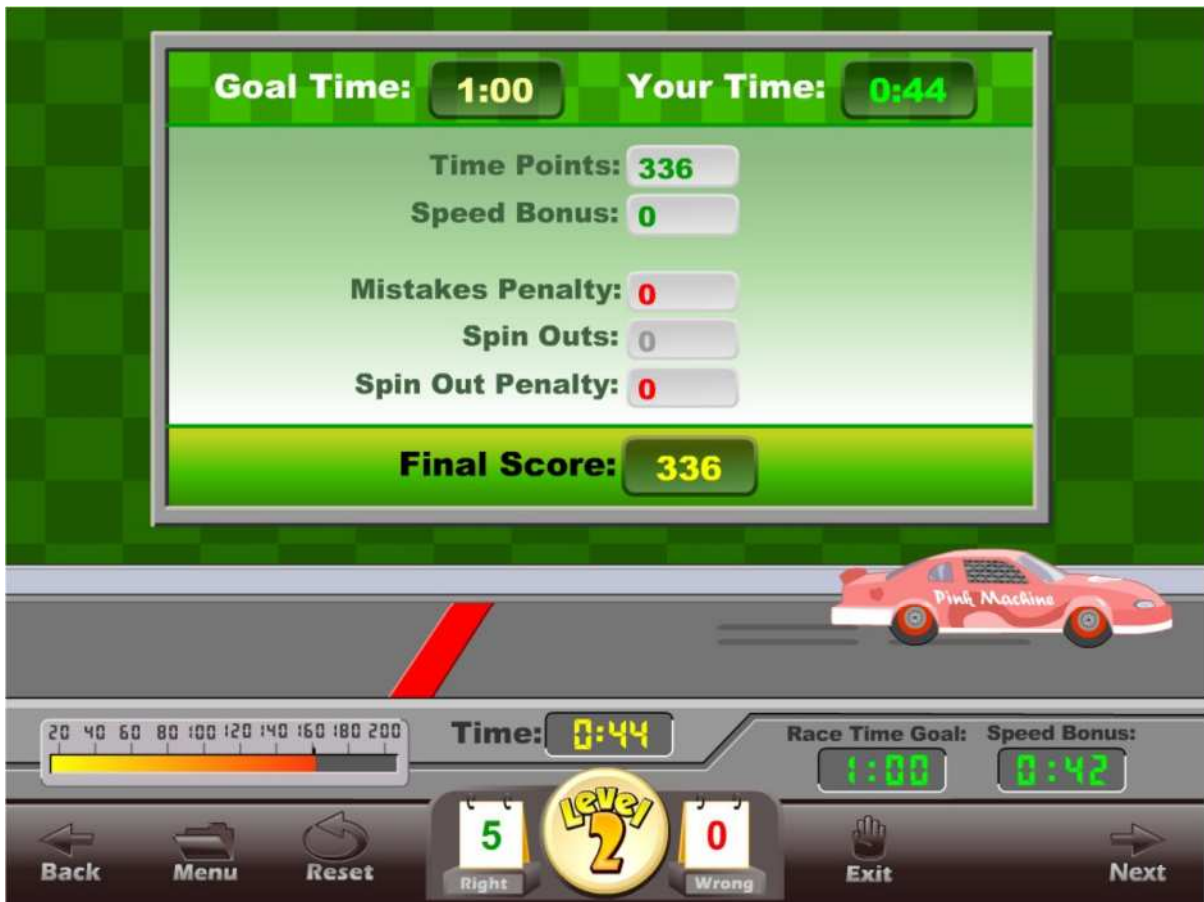 Goal Time: 1:00 Your Time: 0:44
Time Points: 336
Speed Bonus: 0
Mistakes Penalty: 0
Spin Outs: 0
Spin Out Penalty: 0
Final Score: 336
Pink Machine
20 40 60 80 100 120 140 160 180 200
Time: 0:44
Race Time Goal: Speed Bonus:
1:00 0:42
Level
2
5 0
Right Wrong
Back Menu Reset Exit Next